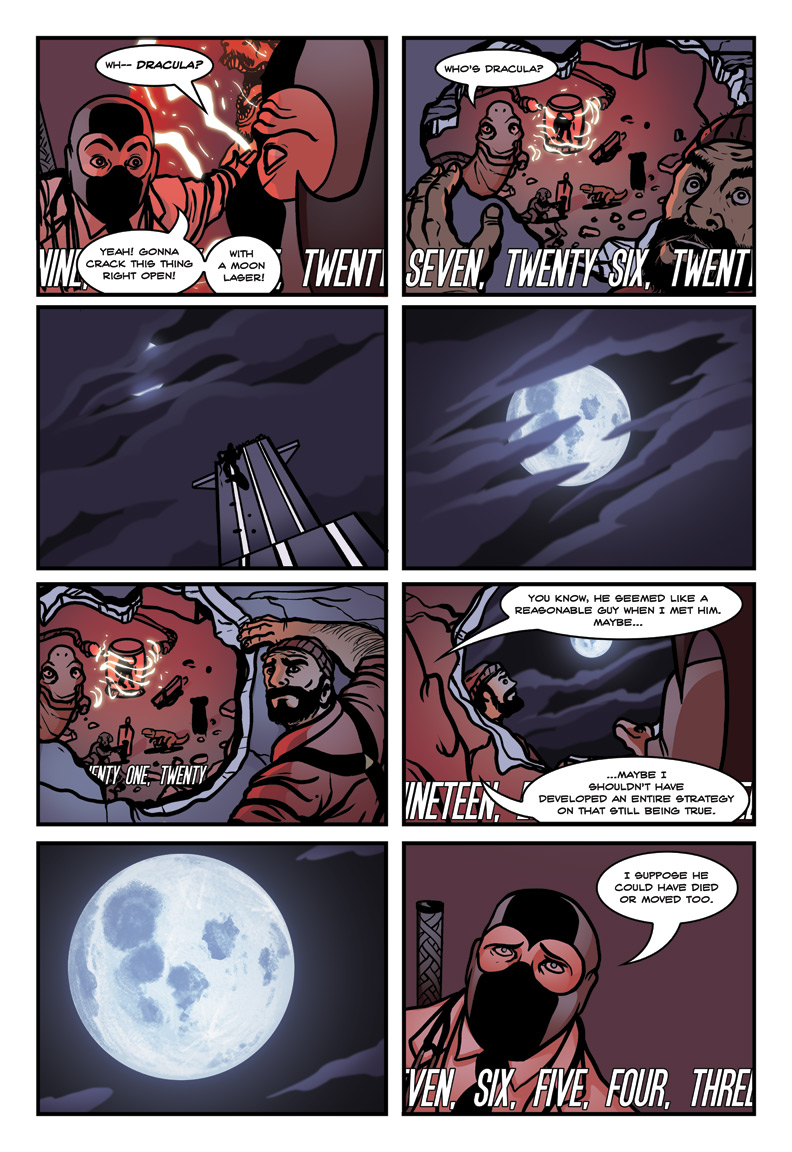 WH-- DRACULA?
YEAH! GONNA
CRACK THIS THING
RIGHT OPEN!
WITH
A MOON
LASER!
TWENT
WHO'S DRACULA?
SEVEN, TWENTY SIX, TWENT
TWENTY
ONE,
YOU KNOW, HE SEEMED LIKE A
REASONABLE GUY WHEN I MET HIM.
MAYBE...
...MAYBE I
SHOULDN'T HAVE
DEVELOPED AN ENTIRE STRATEGY
ON THAT STILL BEING TRUE.
NINETEEN,
I SUPPOSE HE
COULD HAVE DIED
OR MOVED TOO.
VEN, SIX, FIVE, FOUR, THREE